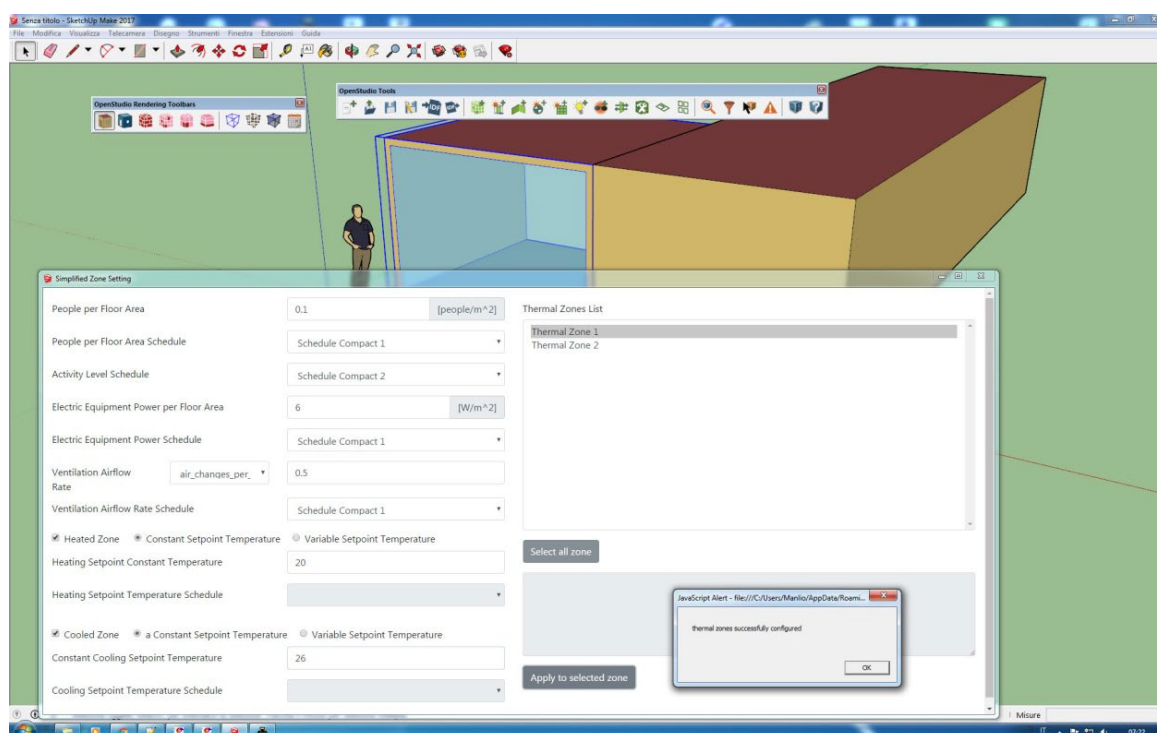 Senza titolo - SketchUp Make 2017
File Modifica Visualizza Telecamera Disegno Strumenti Finestra Estensioni Guida
OpenStudio Rendering Toolbars
OpenStudio Tools
Simplified Zone Setting
People per Floor Area 0.1 [people/m^2]
People per Floor Area Schedule Schedule Compact 1
Activity Level Schedule Schedule Compact 2
Electric Equipment Power per Floor Area 6 [W/m^2]
Electric Equipment Power Schedule Schedule Compact 1
Ventilation Airflow Rate air_changes_per_ 0.5
Ventilation Airflow Rate Schedule Schedule Compact 1
Heated Zone Constant Setpoint Temperature Variable Setpoint Temperature
Heating Setpoint Constant Temperature 20
Heating Setpoint Temperature Schedule
Cooled Zone a Constant Setpoint Temperature Variable Setpoint Temperature
Constant Cooling Setpoint Temperature 26
Cooling Setpoint Temperature Schedule
Thermal Zones List
Thermal Zone 1
Thermal Zone 2
Select all zone
Apply to selected zone
JavaScript Alert - file:///C:/Users/Manlio/AppData/Roami...
thermal zones successfully configured
OK
Misure
IT 07:22